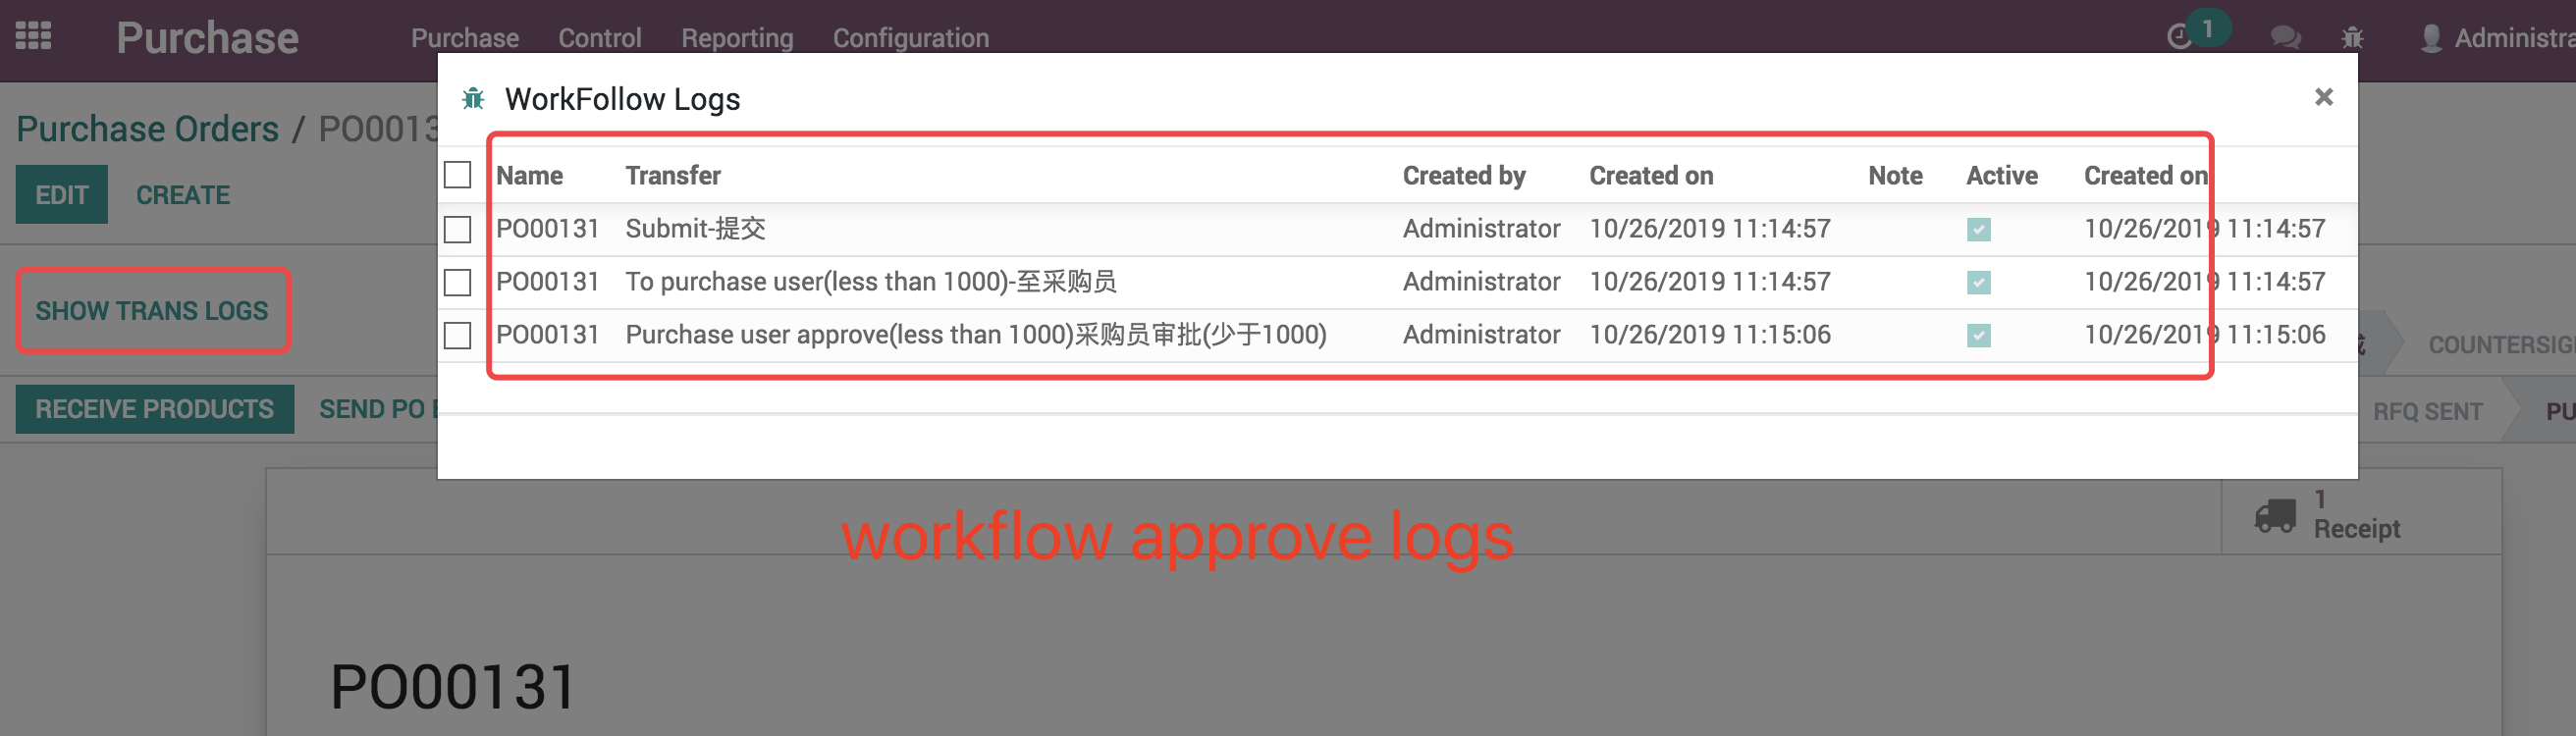 Purchase Purchase Control Reporting Configuration 1
WorkFollow Logs
Purchase Orders /
EDIT CREATE
Name Transfer Created by Created on Note Active Created on
PO00131 Submit-提交 Administrator 10/26/2019 11:14:57 10/26/2019 11:14:57
PO00131 To purchase user(less than 1000)-至采购员 Administrator 10/26/2019 11:14:57 10/26/2019 11:14:57
SHOW TRANS LOGS
PO00131 Purchase user approve(less than 1000)采购员审批(少于1000) Administrator 10/26/2019 11:15:06 10/26/2019 11:15:06
RECEIVE PRODUCTS SEND PO RFQ SENT
1
Receipt
workflow approve logs
PO00131